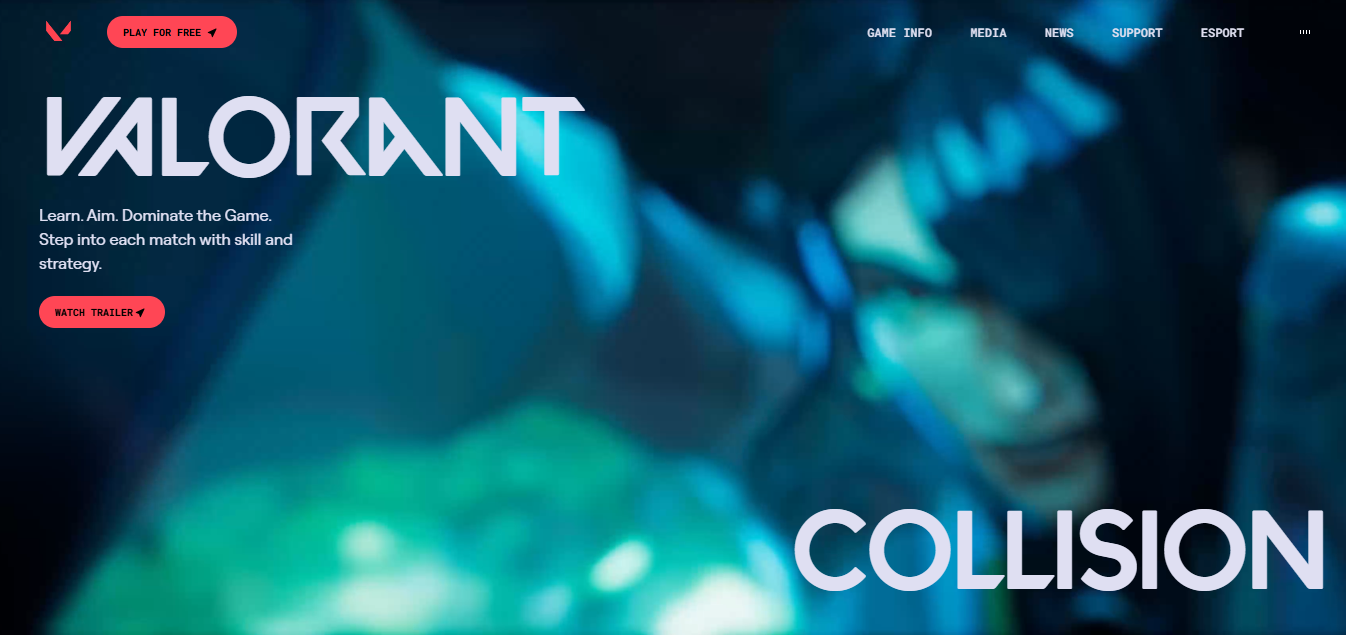 PLAY FOR FREE
GAME INFO
MEDIA
NEWS
SUPPORT
ESPORT
VALORANT
Learn. Aim. Dominate the Game.
Step into each match with skill and
strategy.
WATCH TRAILER
COLLISION